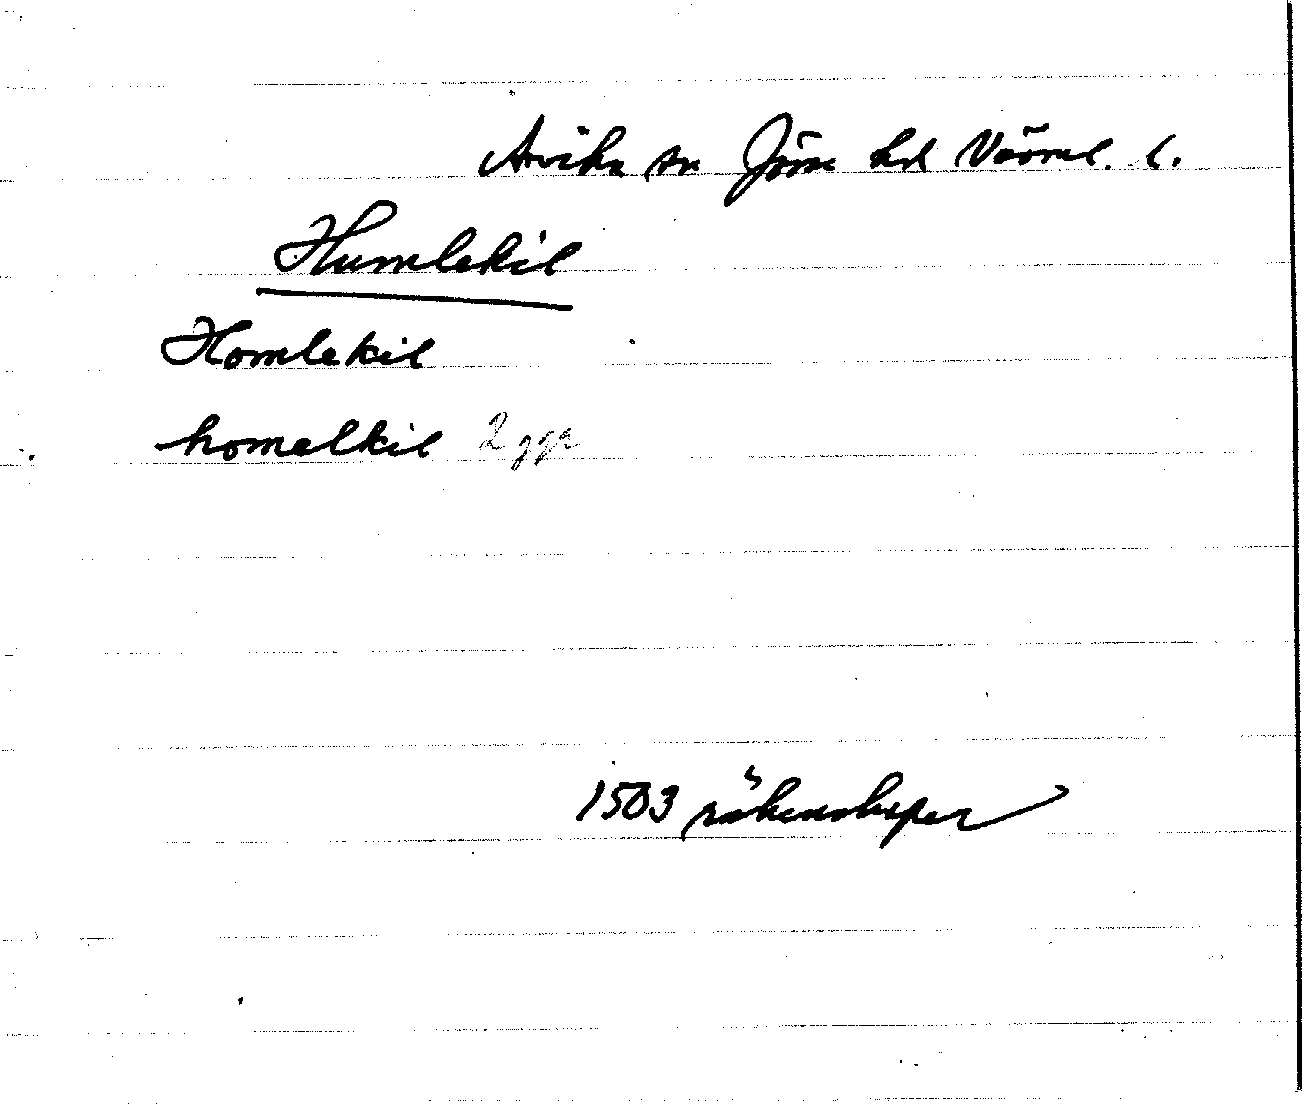 Arvika sn Jösse hd Värml. l.
Humlekil
Homlekil
homelkil 2 ggr
1503 räkenskaper